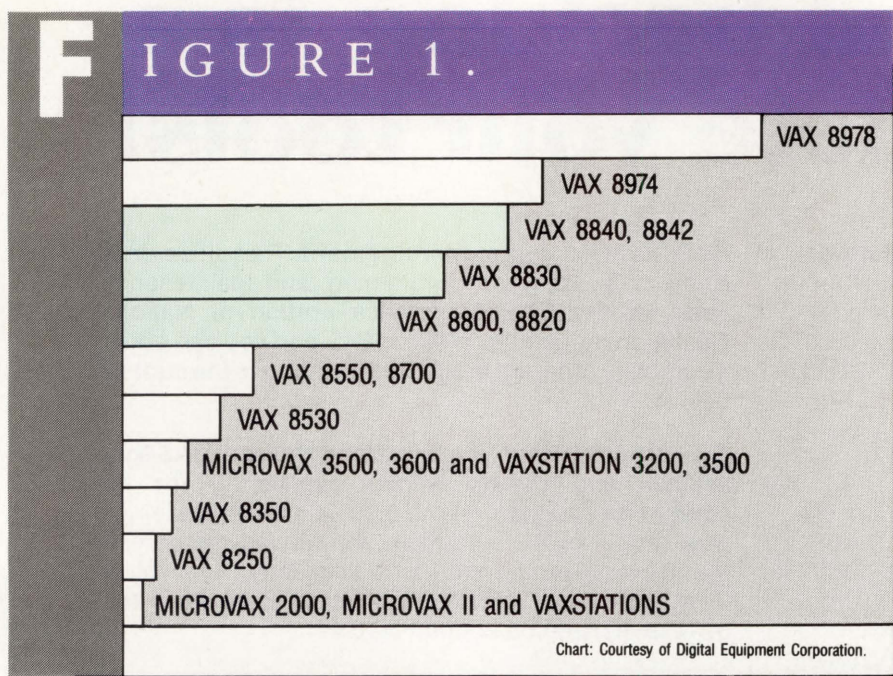 FIGURE 1.
VAX 8978
VAX 8974
VAX 8840, 8842
VAX 8830
VAX 8800, 8820
VAX 8550, 8700
VAX 8530
MICROVAX 3500, 3600 and VAXSTATION 3200, 3500
VAX 8350
VAX 8250
MICROVAX 2000, MICROVAX II and VAXSTATIONS
Chart: Courtesy of Digital Equipment Corporation.